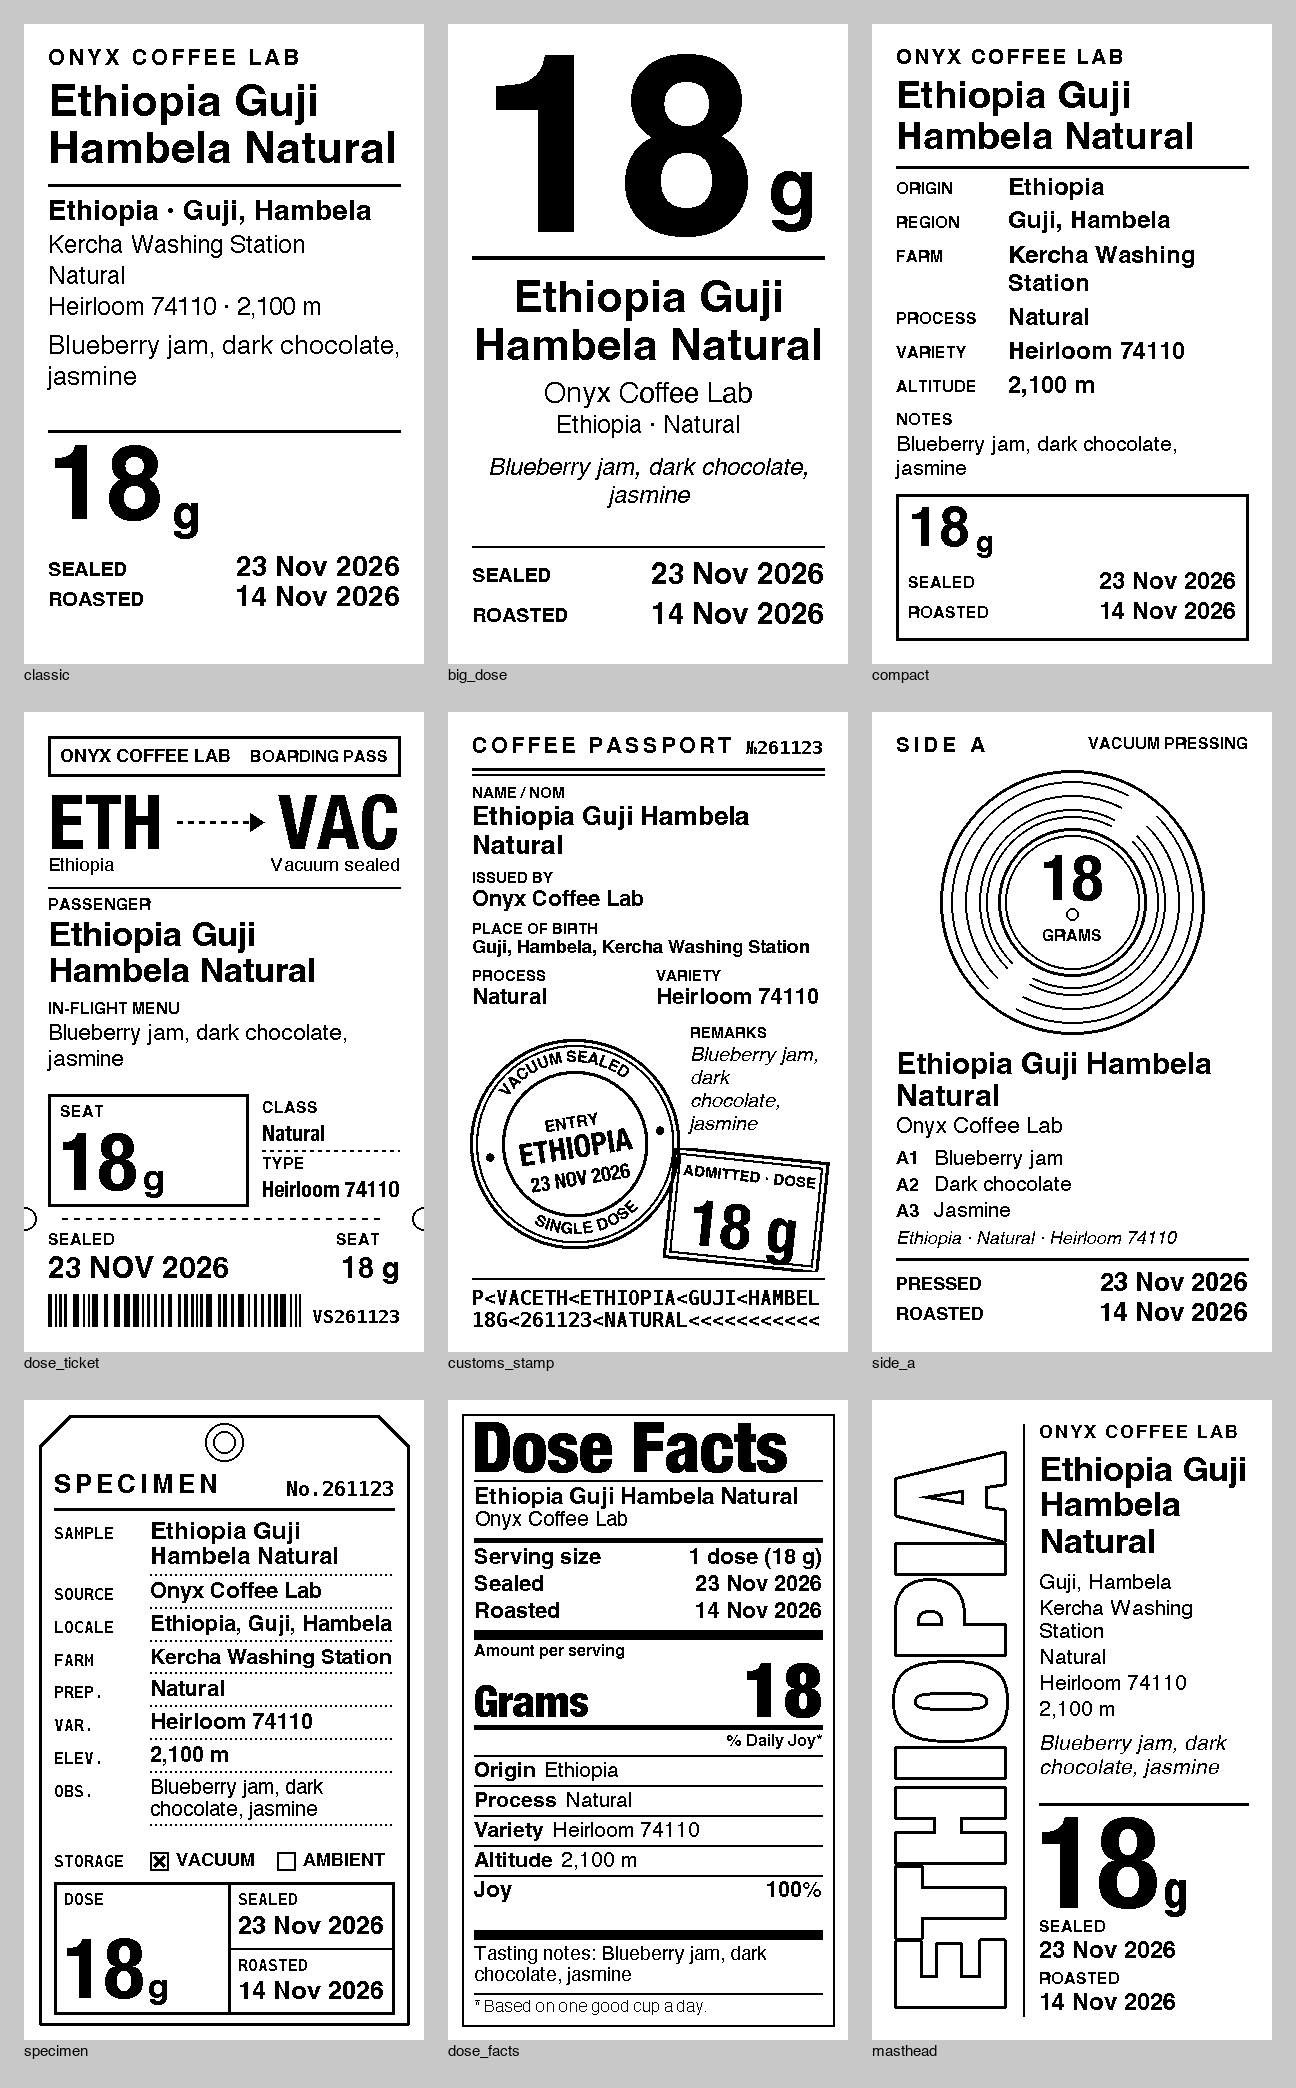 ONYX COFFEE LAB
Ethiopia Guji
Hambela Natural
Ethiopia · Guji, Hambela
Kercha Washing Station
Natural
Heirloom 74110 · 2,100 m
Blueberry jam, dark chocolate,
jasmine
18 g
SEALED 23 Nov 2026
ROASTED 14 Nov 2026
classic
18 g
Ethiopia Guji
Hambela Natural
Onyx Coffee Lab
Ethiopia · Natural
Blueberry jam, dark chocolate,
jasmine
SEALED 23 Nov 2026
ROASTED 14 Nov 2026
big_dose
ONYX COFFEE LAB
Ethiopia Guji
Hambela Natural
ORIGIN Ethiopia
REGION Guji, Hambela
FARM Kercha Washing
Station
PROCESS Natural
VARIETY Heirloom 74110
ALTITUDE 2,100 m
NOTES
Blueberry jam, dark chocolate,
jasmine
18 g
SEALED 23 Nov 2026
ROASTED 14 Nov 2026
compact
ONYX COFFEE LAB BOARDING PASS
ETH VAC
Ethiopia Vacuum sealed
PASSENGER
Ethiopia Guji
Hambela Natural
IN-FLIGHT MENU
Blueberry jam, dark chocolate,
jasmine
SEAT
18 g
CLASS
Natural
TYPE
Heirloom 74110
SEALED SEAT
23 NOV 2026 18 g
VS261123
dose_ticket
COFFEE PASSPORT №261123
NAME / NOM
Ethiopia Guji Hambela
Natural
ISSUED BY
Onyx Coffee Lab
PLACE OF BIRTH
Guji, Hambela, Kercha Washing Station
PROCESS VARIETY
Natural Heirloom 74110
REMARKS
Blueberry jam,
dark
chocolate,
jasmine
VACUUM SEALED
ENTRY
ETHIOPIA
23 NOV 2026
SINGLE DOSE
ADMITTED · DOSE
18 g
P<VACETH<ETHIOPIA<GUJI<HAMBEL
18G<261123<NATURAL<<<<<<<<<<<
customs_stamp
SIDE A VACUUM PRESSING
18
GRAMS
Ethiopia Guji Hambela
Natural
Onyx Coffee Lab
A1 Blueberry jam
A2 Dark chocolate
A3 Jasmine
Ethiopia · Natural · Heirloom 74110
PRESSED 23 Nov 2026
ROASTED 14 Nov 2026
side_a
SPECIMEN No.261123
SAMPLE Ethiopia Guji
Hambela Natural
SOURCE Onyx Coffee Lab
LOCALE Ethiopia, Guji, Hambela
FARM Kercha Washing Station
PREP. Natural
VAR. Heirloom 74110
ELEV. 2,100 m
OBS. Blueberry jam, dark
chocolate, jasmine
STORAGE VACUUM AMBIENT
DOSE
18 g
SEALED
23 Nov 2026
ROASTED
14 Nov 2026
specimen
Dose Facts
Ethiopia Guji Hambela Natural
Onyx Coffee Lab
Serving size 1 dose (18 g)
Sealed 23 Nov 2026
Roasted 14 Nov 2026
Amount per serving
Grams 18
% Daily Joy*
Origin Ethiopia
Process Natural
Variety Heirloom 74110
Altitude 2,100 m
Joy 100%
Tasting notes: Blueberry jam, dark
chocolate, jasmine
* Based on one good cup a day.
dose_facts
ETHIOPIA
ONYX COFFEE LAB
Ethiopia Guji
Hambela
Natural
Guji, Hambela
Kercha Washing
Station
Natural
Heirloom 74110
2,100 m
Blueberry jam, dark
chocolate, jasmine
18 g
SEALED
23 Nov 2026
ROASTED
14 Nov 2026
masthead